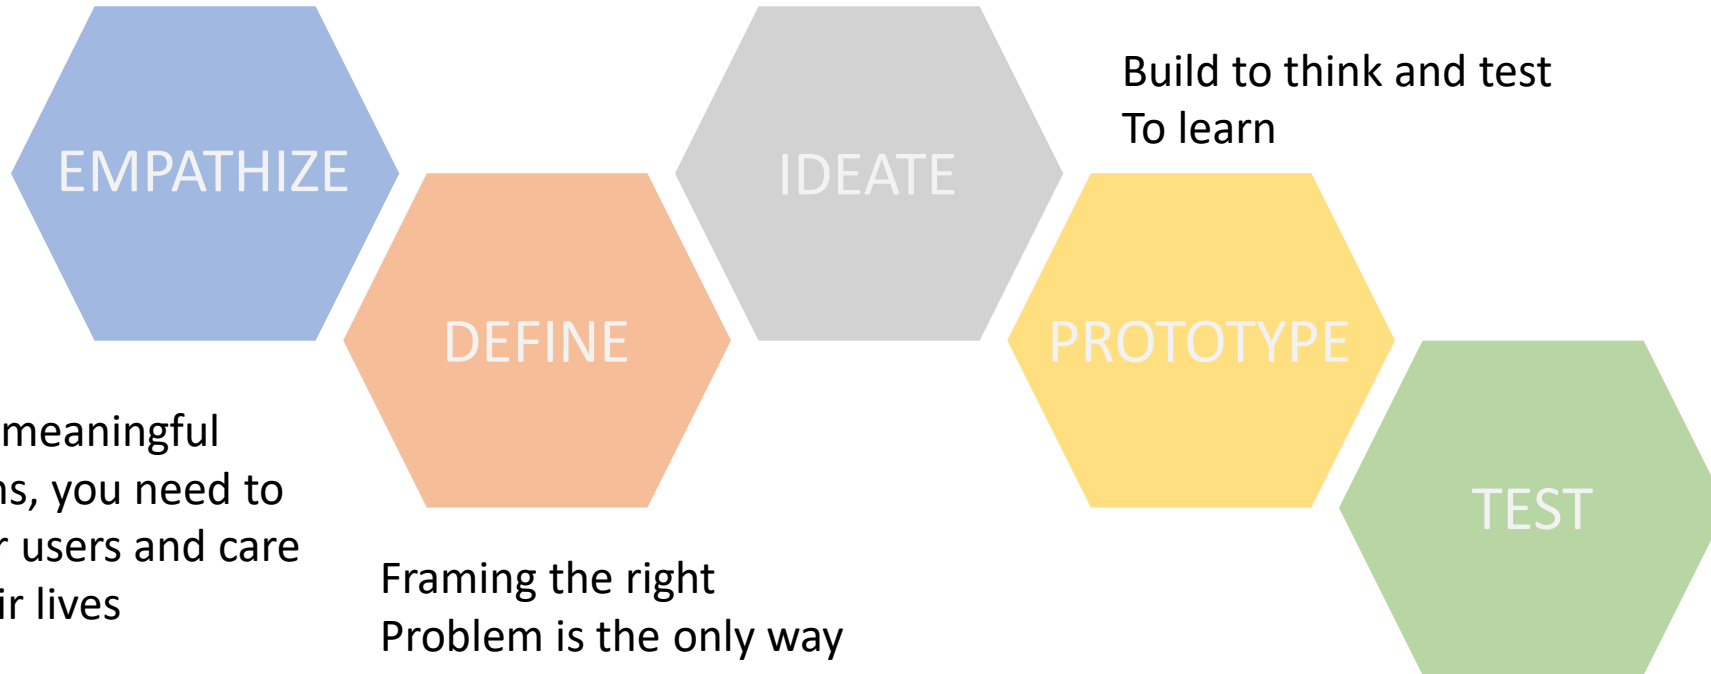 EMPATHIZE
IDEATE
Build to think and test
To learn
DEFINE
PROTOTYPE
TEST
meaningful
you need to
users and care
lives
Framing the right
Problem is the only way